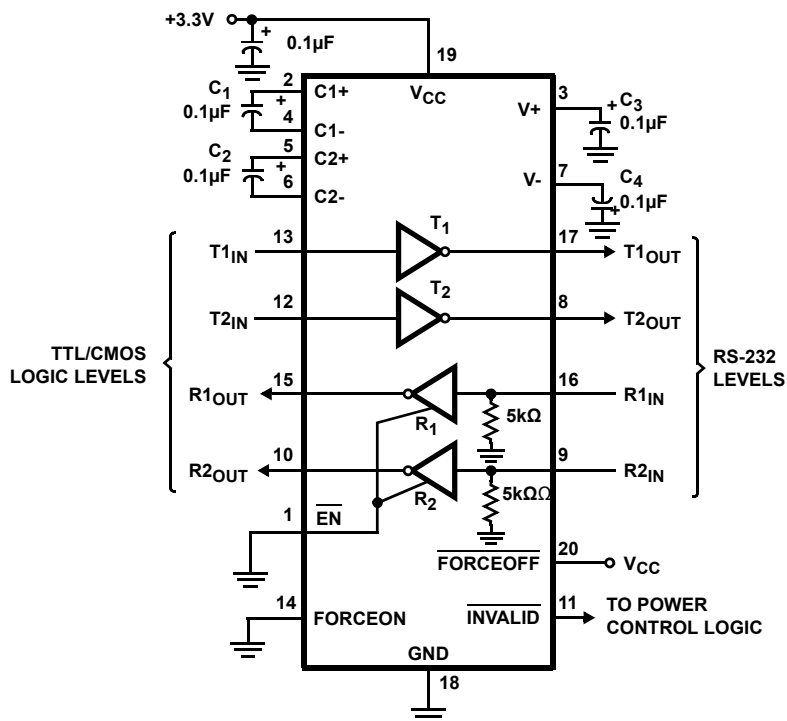 +3.3V
+
0.1µF
19
2
C1+
VCC
3
C1
0.1µF
+
4
C1-
V+
+
C3
0.1µF
5
C2+
C2
0.1µF
+
6
C2-
7
V-
C4
0.1µF
+
T1
T1IN
13
17
T1OUT
T2
T2IN
12
8
T2OUT
TTL/CMOS
LOGIC LEVELS
RS-232
LEVELS
R1OUT
15
16
R1IN
R1
5kΩ
R2OUT
10
9
R2IN
R2
5kΩΩ
1
EN
FORCEOFF
20
VCC
14
FORCEON
INVALID
11
TO POWER
CONTROL LOGIC
GND
18